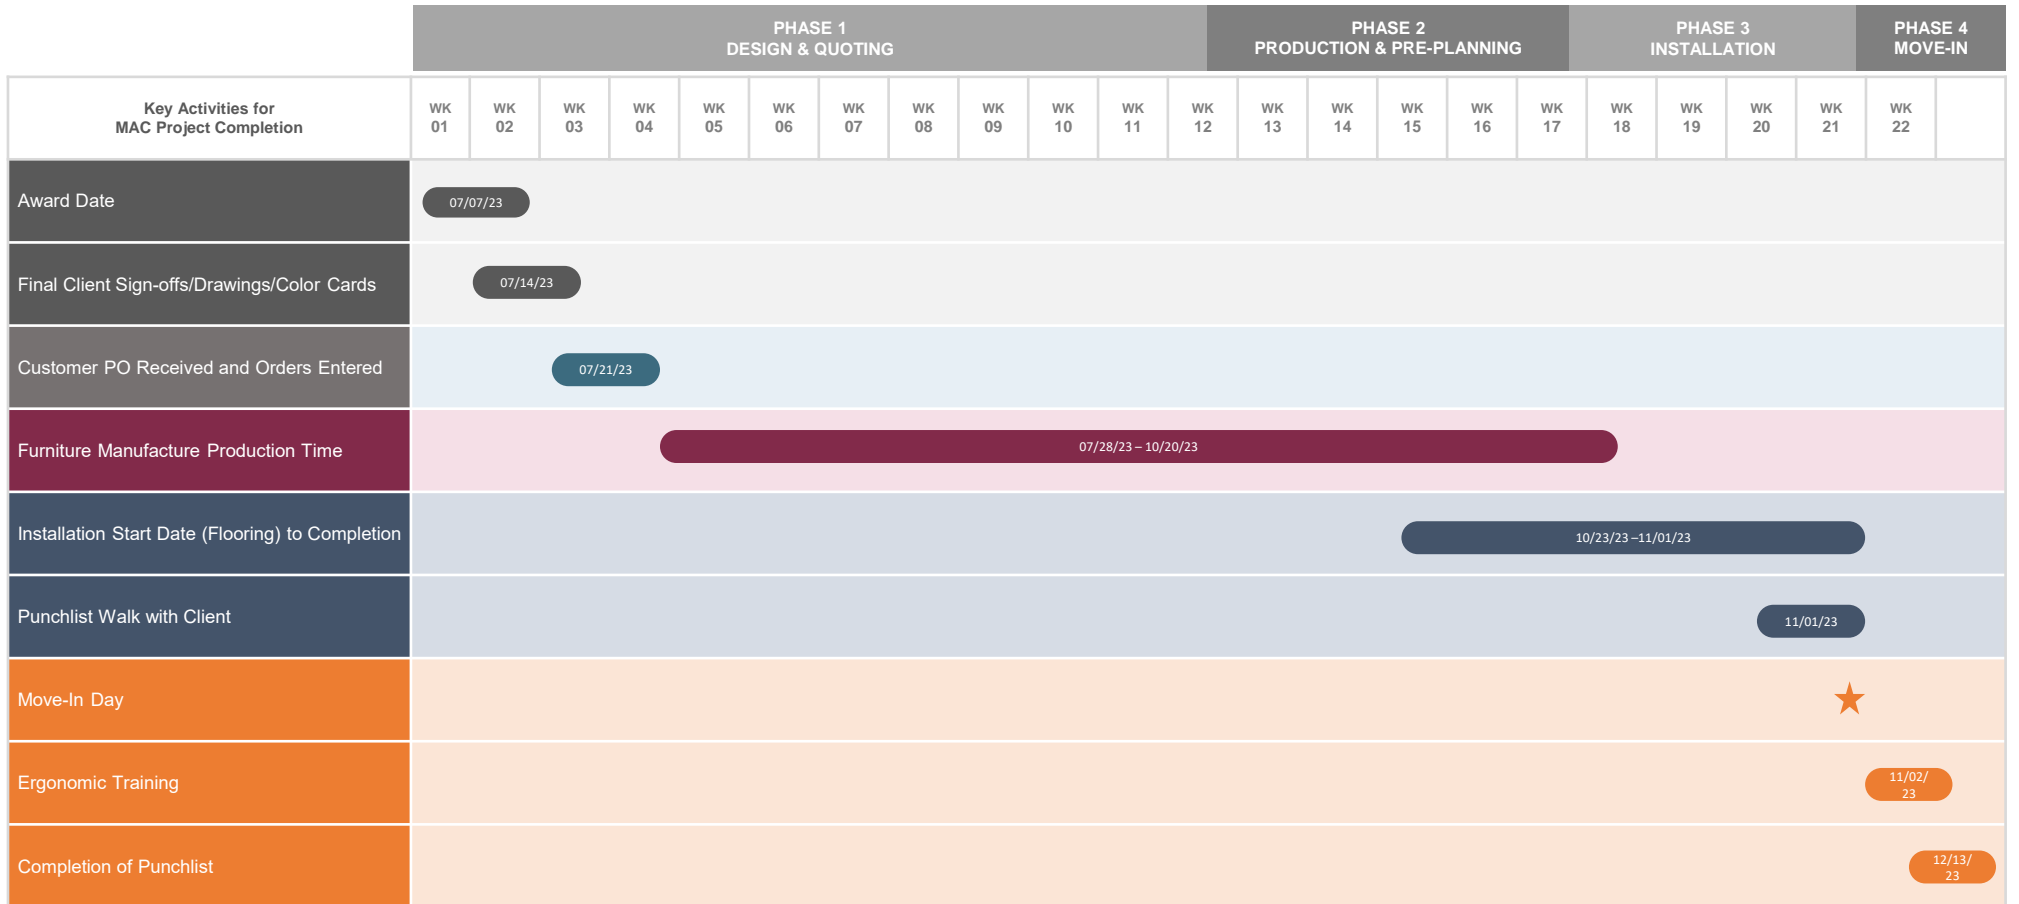 PHASE 1
DESIGN & QUOTING
PHASE 2
PRODUCTION & PRE-PLANNING
PHASE 3
INSTALLATION
PHASE 4
MOVE-IN
Key Activities for
MAC Project Completion
WK
01
WK
02
WK
03
WK
04
WK
05
WK
06
WK
07
WK
08
WK
09
WK
10
WK
11
WK
12
WK
13
WK
14
WK
15
WK
16
WK
17
WK
18
WK
19
WK
20
WK
21
WK
22
Award Date
07/07/23
Final Client Sign-offs/Drawings/Color Cards
07/14/23
Customer PO Received and Orders Entered
07/21/23
Furniture Manufacture Production Time
07/28/23 – 10/20/23
Installation Start Date (Flooring) to Completion
10/23/23 –11/01/23
Punchlist Walk with Client
11/01/23
Move-In Day
Ergonomic Training
11/02/
23
Completion of Punchlist
12/13/
23